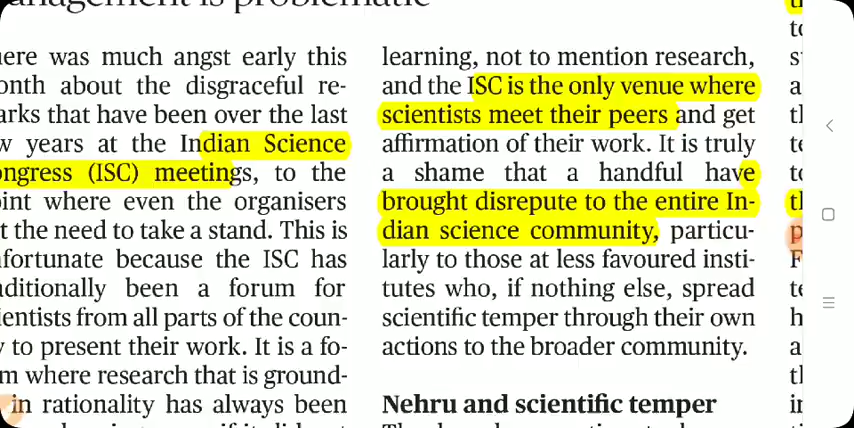 anagement is problematic
ere was much angst early this
onth about the disgraceful re-
arks that have been over the last
w years at the Indian Science
ongress (ISC) meetings, to the
oint where even the organisers
t the need to take a stand. This is
nfortunate because the ISC has
aditionally been a forum for
ientists from all parts of the coun-
y to present their work. It is a fo-
m where research that is ground-
in rationality has always been
learning, not to mention research,
and the ISC is the only venue where
scientists meet their peers and get
affirmation of their work. It is truly
a shame that a handful have
brought disrepute to the entire In-
dian science community, particu-
larly to those at less favoured insti-
tutes who, if nothing else, spread
scientific temper through their own
actions to the broader community.
Nehru and scientific temper